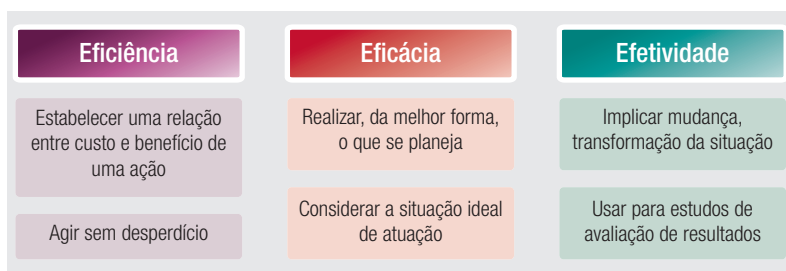 Eficiência
Estabelecer uma relação
entre custo e benefício de
uma ação
Agir sem desperdício
Eficácia
Realizar, da melhor forma,
o que se planeja
Considerar a situação ideal
de atuação
Efetividade
Implicar mudança,
transformação da situação
Usar para estudos de
avaliação de resultados